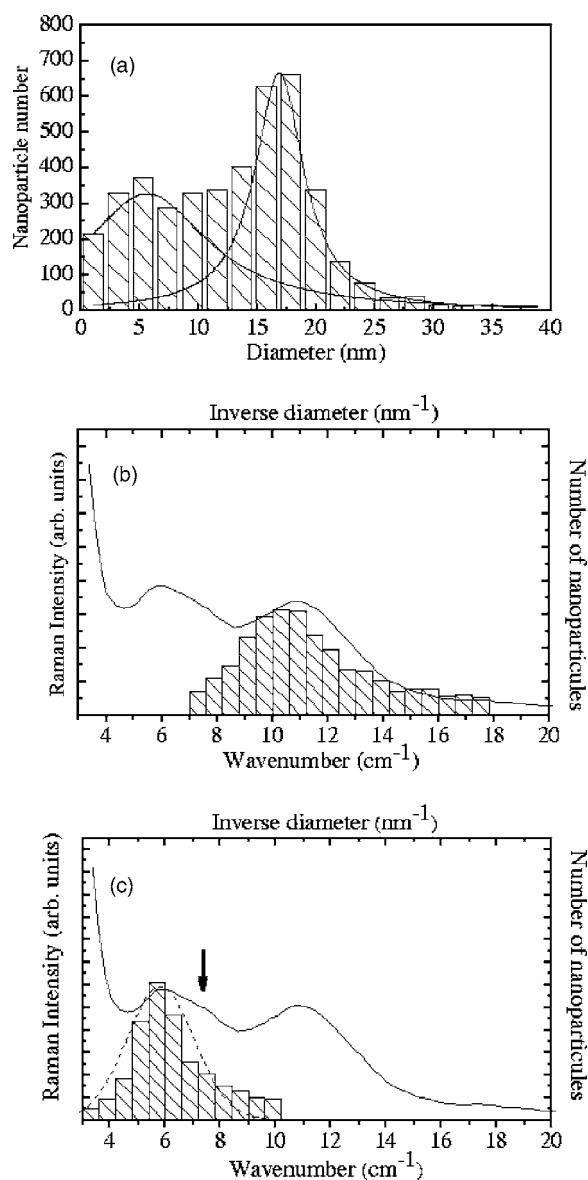 800
(a)
700
600
500
400
300
200
100
0
Nanoparticle number
0 5 10 15 20 25 30 35 40
Diameter (nm)
Inverse diameter (nm-1)
(b)
Raman Intensity (arb. units)
Number of nanoparticules
4 6 8 10 12 14 16 18 20
Wavenumber (cm-1)
Inverse diameter (nm-1)
(c)
Raman Intensity (arb. units)
Number of nanoparticules
4 6 8 10 12 14 16 18 20
Wavenumber (cm-1)